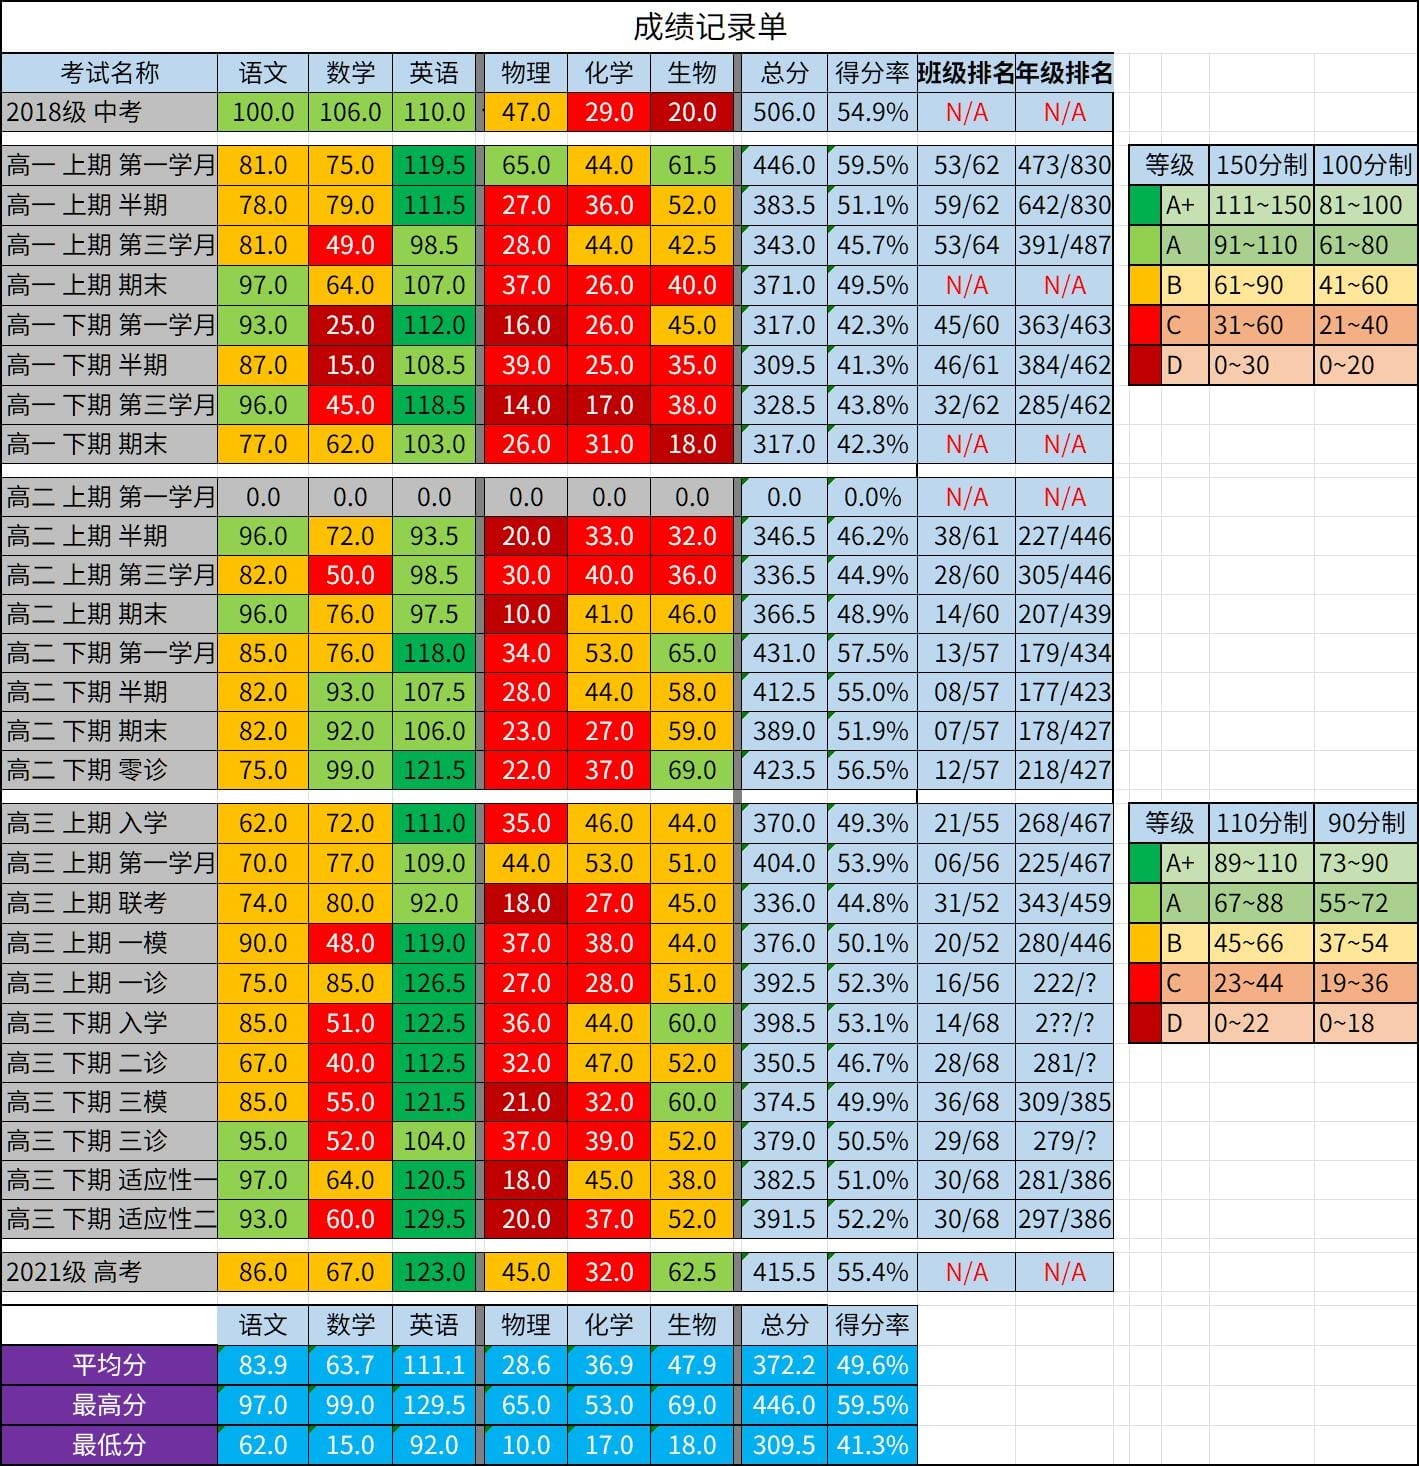 成绩记录单
考试名称 语文 数学 英语 物理 化学 生物 总分 得分率 班级排名 年级排名
2018级 中考 100.0 106.0 110.0 47.0 29.0 20.0 506.0 54.9% N/A N/A
高一 上期 第一学月 81.0 75.0 119.5 65.0 44.0 61.5 446.0 59.5% 53/62 473/830 等级 150分制 100分制
高一 上期 半期 78.0 79.0 111.5 27.0 36.0 52.0 383.5 51.1% 59/62 642/830 A+ 111~150 81~100
高一 上期 第三学月 81.0 49.0 98.5 28.0 44.0 42.5 343.0 45.7% 53/64 391/487 A 91~110 61~80
高一 上期 期末 97.0 64.0 107.0 37.0 26.0 40.0 371.0 49.5% N/A N/A B 61~90 41~60
高一 下期 第一学月 93.0 25.0 112.0 16.0 26.0 45.0 317.0 42.3% 45/60 363/463 C 31~60 21~40
高一 下期 半期 87.0 15.0 108.5 39.0 25.0 35.0 309.5 41.3% 46/61 384/462 D 0~30 0~20
高一 下期 第三学月 96.0 45.0 118.5 14.0 17.0 38.0 328.5 43.8% 32/62 285/462
高一 下期 期末 77.0 62.0 103.0 26.0 31.0 18.0 317.0 42.3% N/A N/A
高二 上期 第一学月 0.0 0.0 0.0 0.0 0.0 0.0 0.0 0.0% N/A N/A
高二 上期 半期 96.0 72.0 93.5 20.0 33.0 32.0 346.5 46.2% 38/61 227/446
高二 上期 第三学月 82.0 50.0 98.5 30.0 40.0 36.0 336.5 44.9% 28/60 305/446
高二 上期 期末 96.0 76.0 97.5 10.0 41.0 46.0 366.5 48.9% 14/60 207/439
高二 下期 第一学月 85.0 76.0 118.0 34.0 53.0 65.0 431.0 57.5% 13/57 179/434
高二 下期 半期 82.0 93.0 107.5 28.0 44.0 58.0 412.5 55.0% 08/57 177/423
高二 下期 期末 82.0 92.0 106.0 23.0 27.0 59.0 389.0 51.9% 07/57 178/427
高二 下期 零诊 75.0 99.0 121.5 22.0 37.0 69.0 423.5 56.5% 12/57 218/427
高三 上期 入学 62.0 72.0 111.0 35.0 46.0 44.0 370.0 49.3% 21/55 268/467 等级 110分制 90分制
高三 上期 第一学月 70.0 77.0 109.0 44.0 53.0 51.0 404.0 53.9% 06/56 225/467 A+ 89~110 73~90
高三 上期 联考 74.0 80.0 92.0 18.0 27.0 45.0 336.0 44.8% 31/52 343/459 A 67~88 55~72
高三 上期 一模 90.0 48.0 119.0 37.0 38.0 44.0 376.0 50.1% 20/52 280/446 B 45~66 37~54
高三 上期 一诊 75.0 85.0 126.5 27.0 28.0 51.0 392.5 52.3% 16/56 222/? C 23~44 19~36
高三 下期 入学 85.0 51.0 122.5 36.0 44.0 60.0 398.5 53.1% 14/68 2??/? D 0~22 0~18
高三 下期 二诊 67.0 40.0 112.5 32.0 47.0 52.0 350.5 46.7% 28/68 281/?
高三 下期 三模 85.0 55.0 121.5 21.0 32.0 60.0 374.5 49.9% 36/68 309/385
高三 下期 三诊 95.0 52.0 104.0 37.0 39.0 52.0 379.0 50.5% 29/68 279/?
高三 下期 适应性一 97.0 64.0 120.5 18.0 45.0 38.0 382.5 51.0% 30/68 281/386
高三 下期 适应性二 93.0 60.0 129.5 20.0 37.0 52.0 391.5 52.2% 30/68 297/386
2021级 高考 86.0 67.0 123.0 45.0 32.0 62.5 415.5 55.4% N/A N/A
语文 数学 英语 物理 化学 生物 总分 得分率
平均分 83.9 63.7 111.1 28.6 36.9 47.9 372.2 49.6%
最高分 97.0 99.0 129.5 65.0 53.0 69.0 446.0 59.5%
最低分 62.0 15.0 92.0 10.0 17.0 18.0 309.5 41.3%